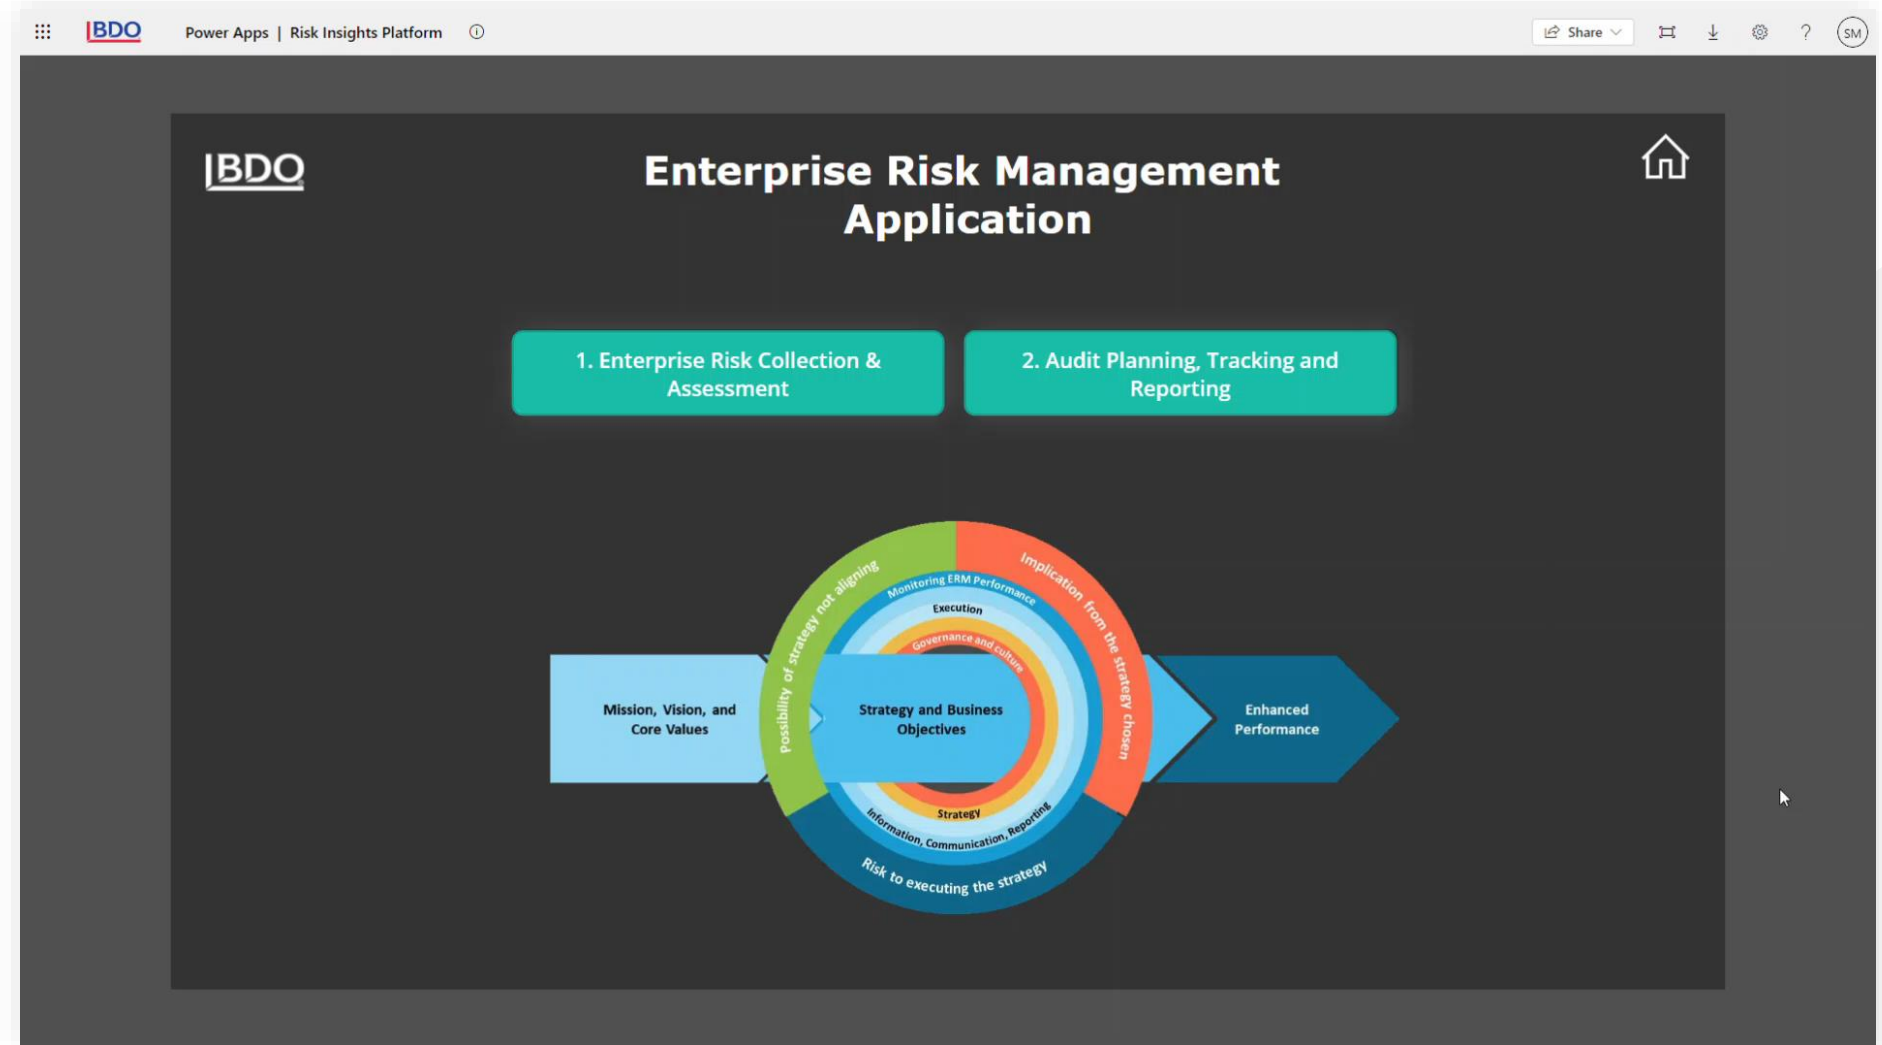 BDO
Power Apps | Risk Insights Platform
Share
?
SM
BDO
Enterprise Risk Management
Application
1. Enterprise Risk Collection &
Assessment
2. Audit Planning, Tracking and
Reporting
Possibility of strategy not aligning
Implication from the strategy chosen
Monitoring ERM Performance
Execution
Governance and culture
Mission, Vision, and
Core Values
Strategy and Business
Objectives
Enhanced
Performance
Strategy
Information, Communication, Reporting
Risk to executing the strategy